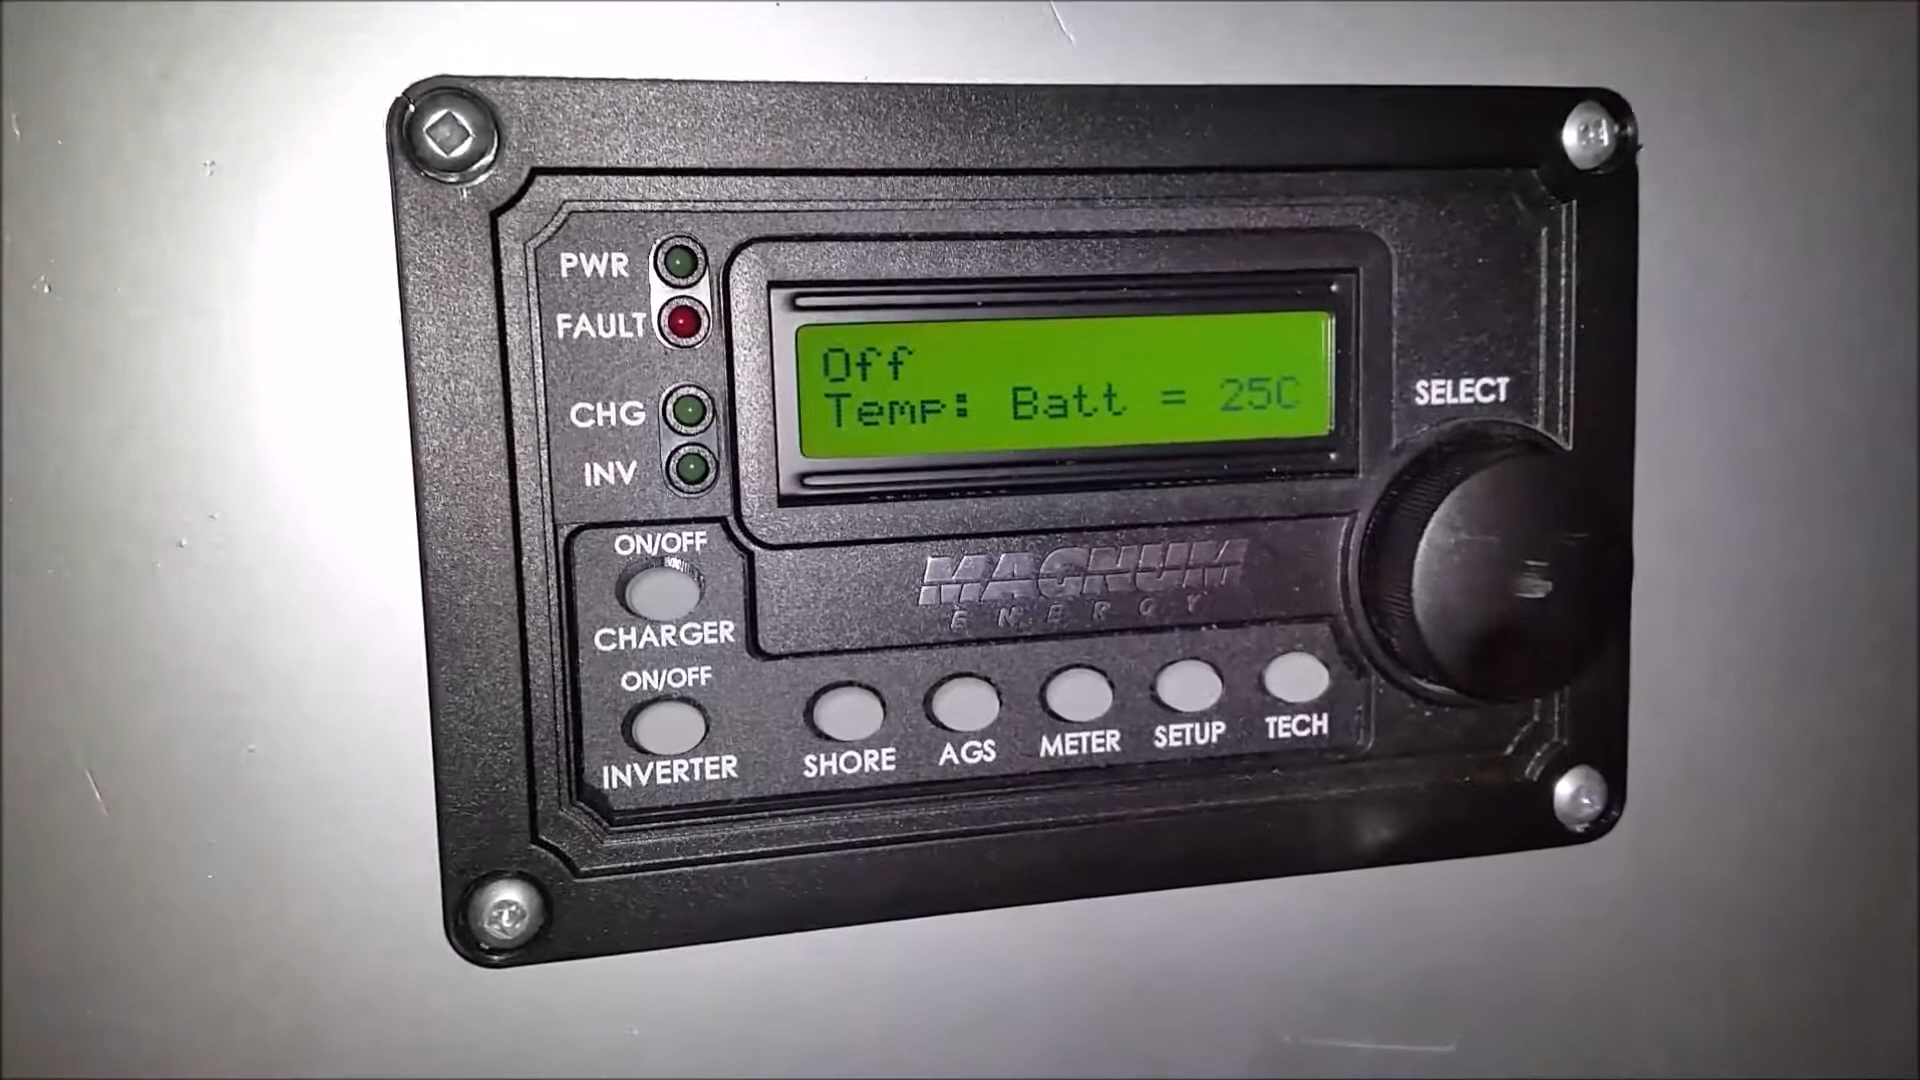 PWR
FAULT
CHG
INV
Off
Temp: Batt = 25C
SELECT
MAGNUM
ENERGY
ON/OFF
CHARGER
ON/OFF
INVERTER
SHORE
AGS
METER
SETUP
TECH